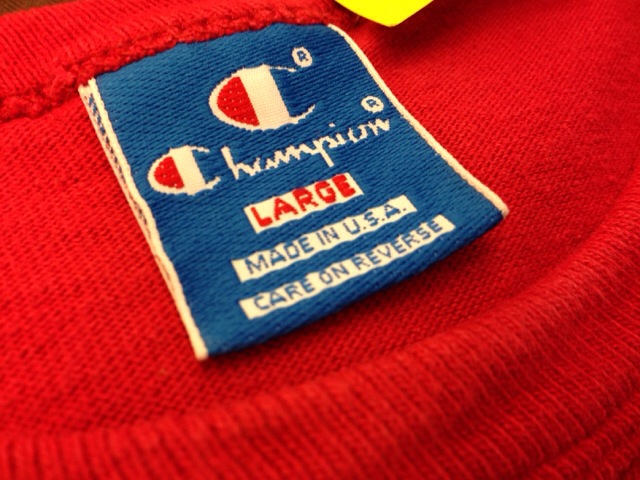 ®
Champion®
LARGE
MADE IN U.S.A.
CARE ON REVERSE